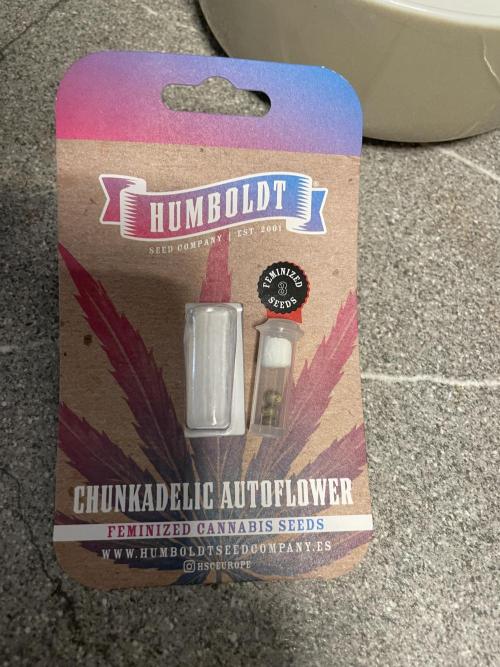 HUMBOLDT
SEED COMPANY | EST. 2001
FEMINIZED
3
SEEDS
CHUNKADELIC AUTOFLOWER
FEMINIZED CANNABIS SEEDS
WWW.HUMBOLDTSEEDCOMPANY.ES
HSCEUROPE